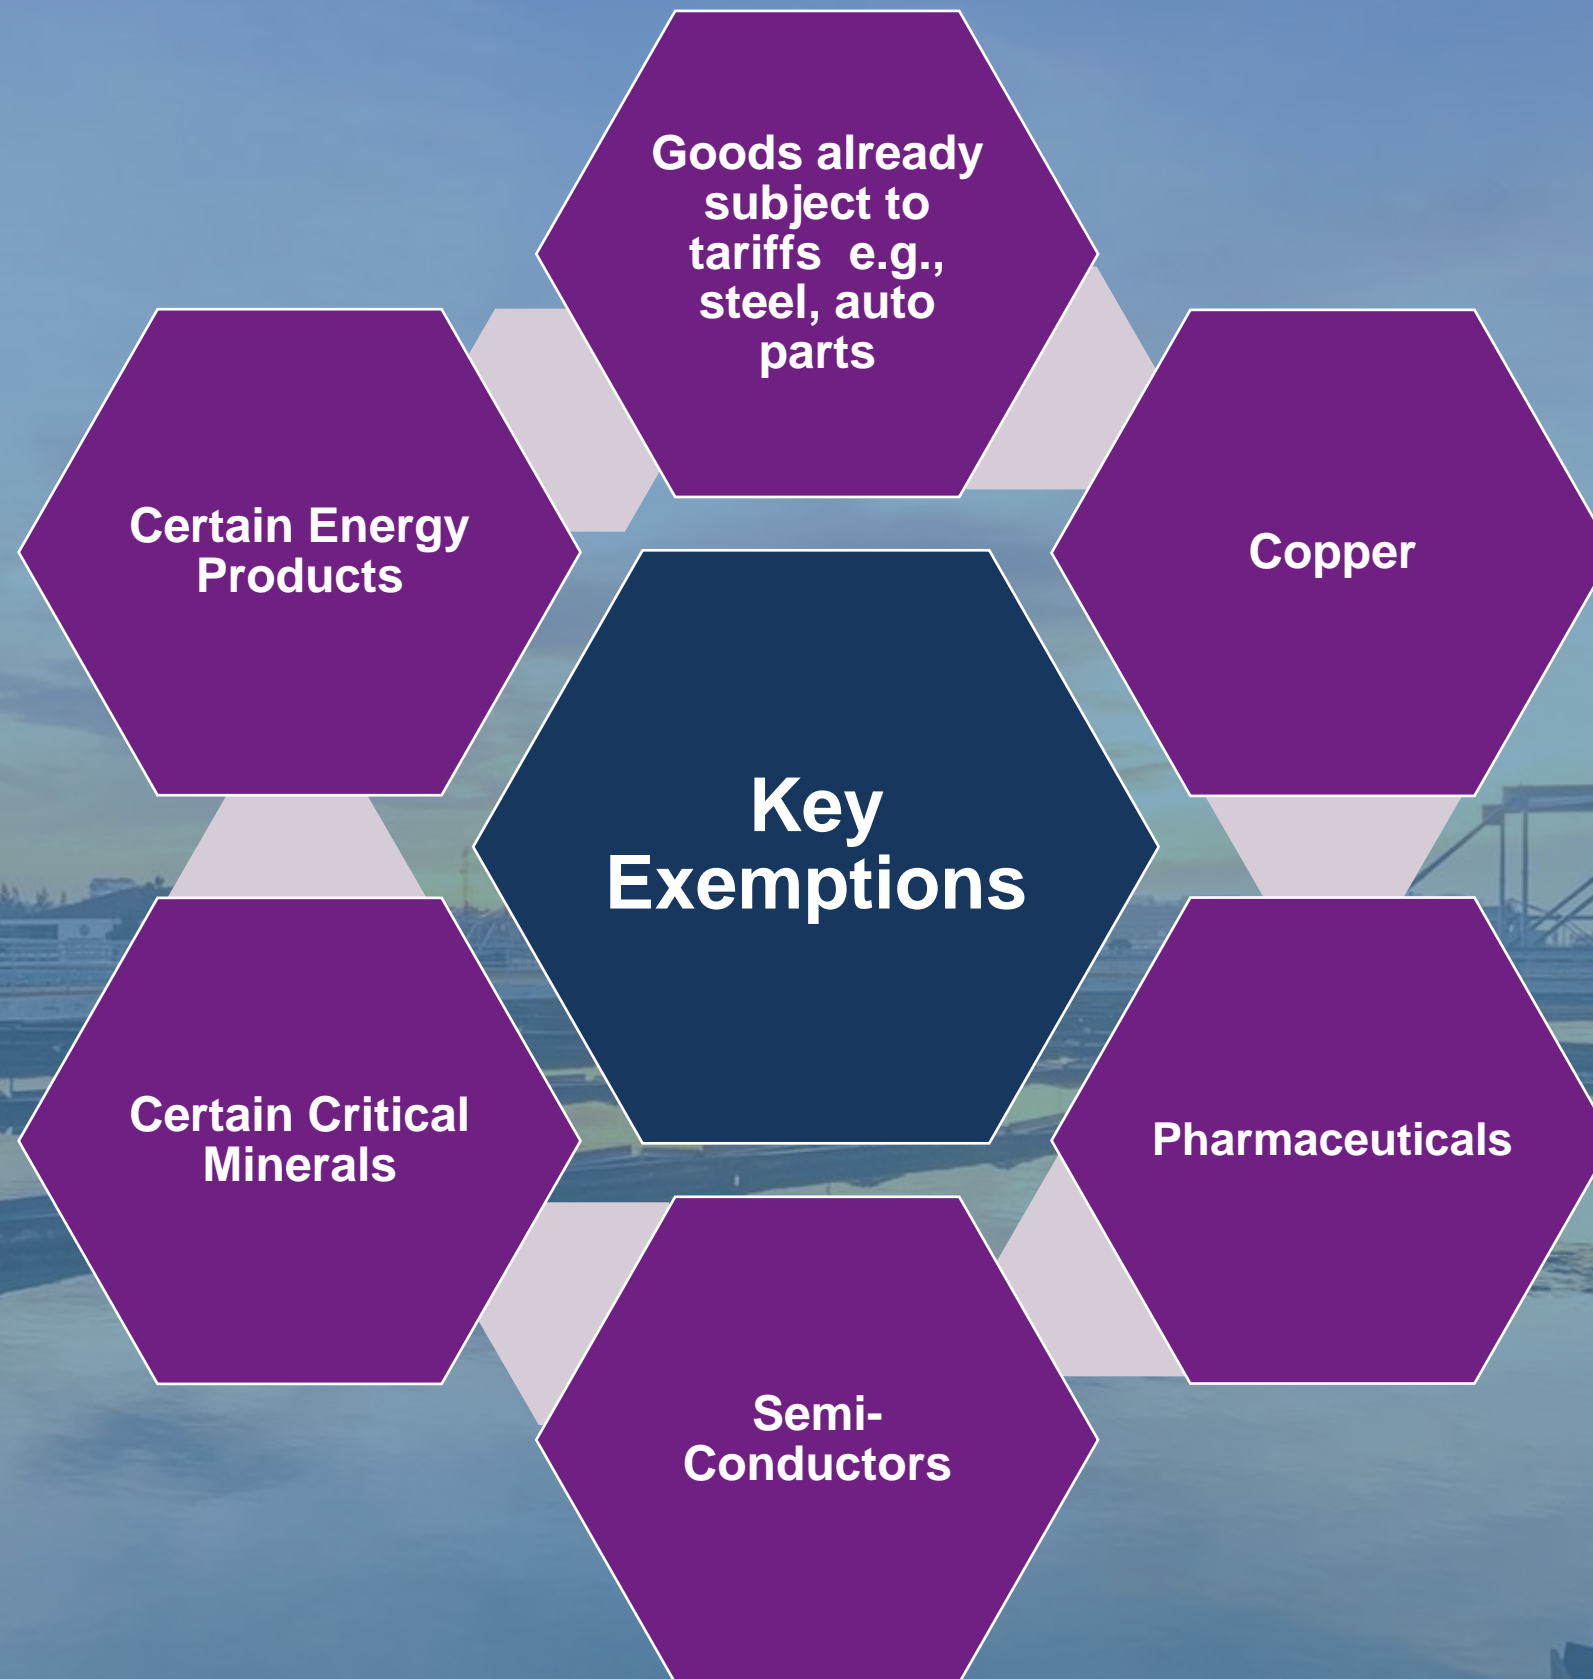 Goods already
subject to
tariffs  e.g.,
steel, auto
parts
Certain Energy
Products
Copper
Key
Exemptions
Certain Critical
Minerals
Pharmaceuticals
Semi-
Conductors